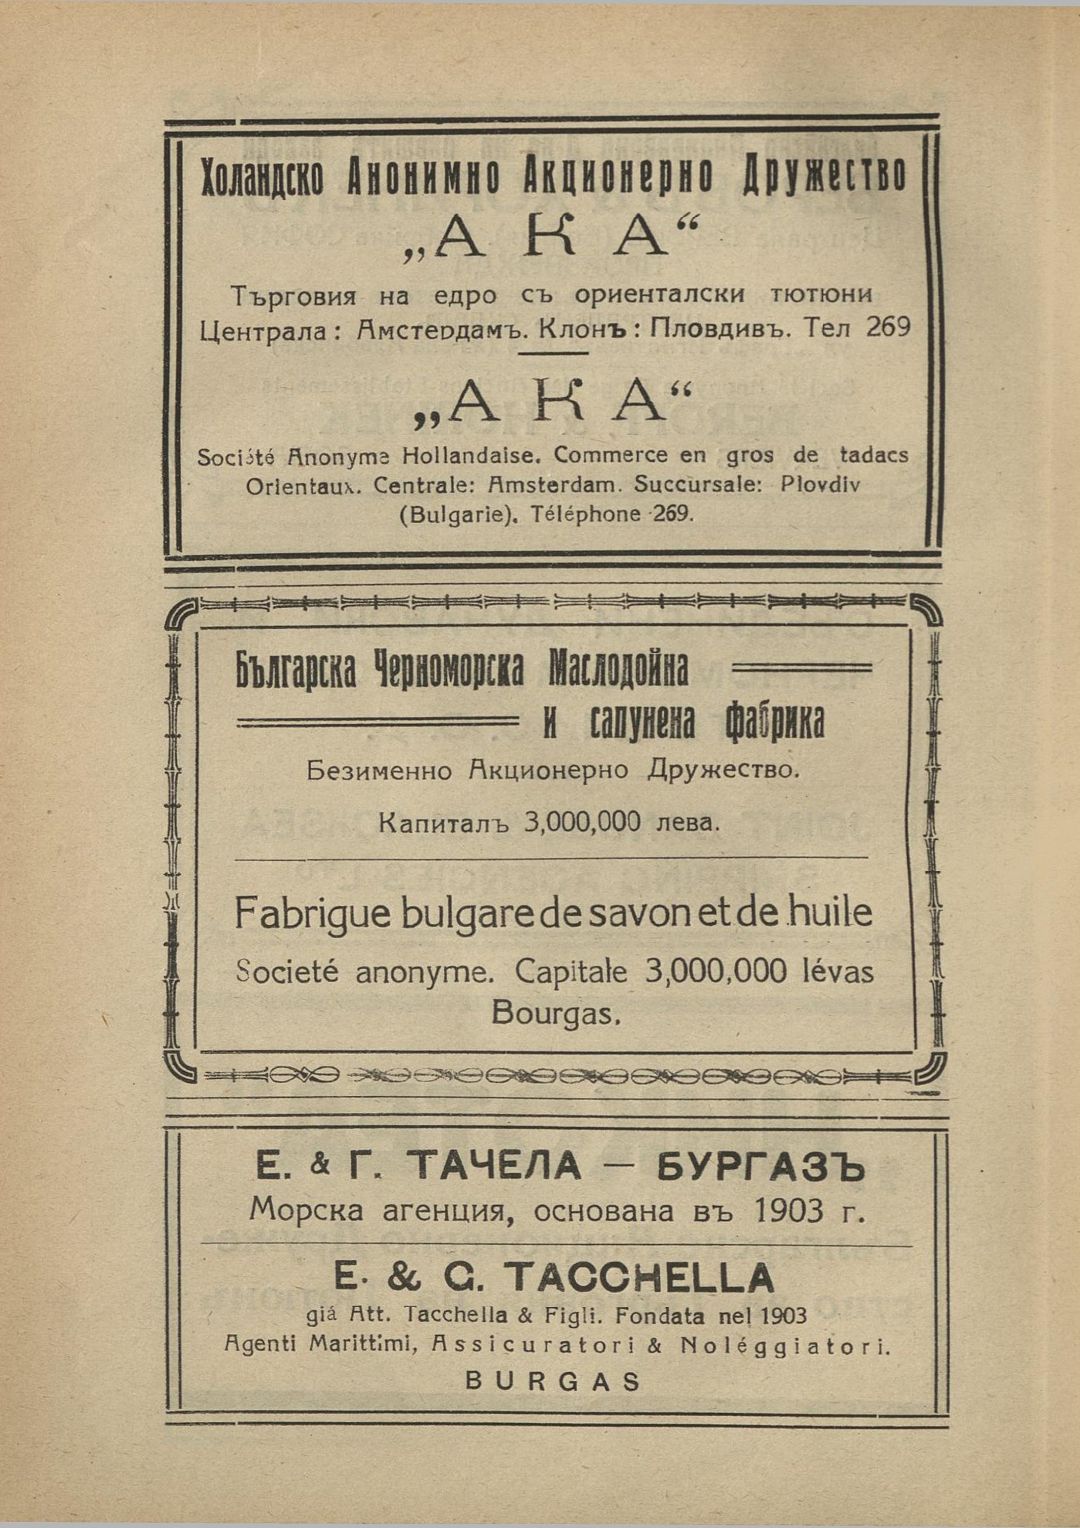 Холандско Анонимно Акционерно Дружество
„АКА“
Търговия на едро съ ориенталски тютюни
Централа: Амстердамъ. Клонъ: Пловдивъ. Тел 269
„АКА“
Société Anonyme Hollandaise. Commerce en gros de tadacs
Orientaux. Centrale: Amsterdam. Succursale: Plovdiv
(Bulgarie). Téléphone 269.
Българска Черноморска Маслодойна
и сапунена фабрика
Безименно Акционерно Дружество.
Капиталъ 3,000,000 лева.
Fabrigue bulgare de savon et de huile
Societé anonyme. Capitale 3,000,000 lévas
Bourgas.
Е. & Г. ТАЧЕЛА — БУРГАЗЪ
Морска агенция, основана въ 1903 г.
E. & G. TACCHELLA
giá Att. Tacchella & Figli. Fondata nel 1903
Agenti Marittimi, Assicuratori & Noléggiatori.
BURGAS